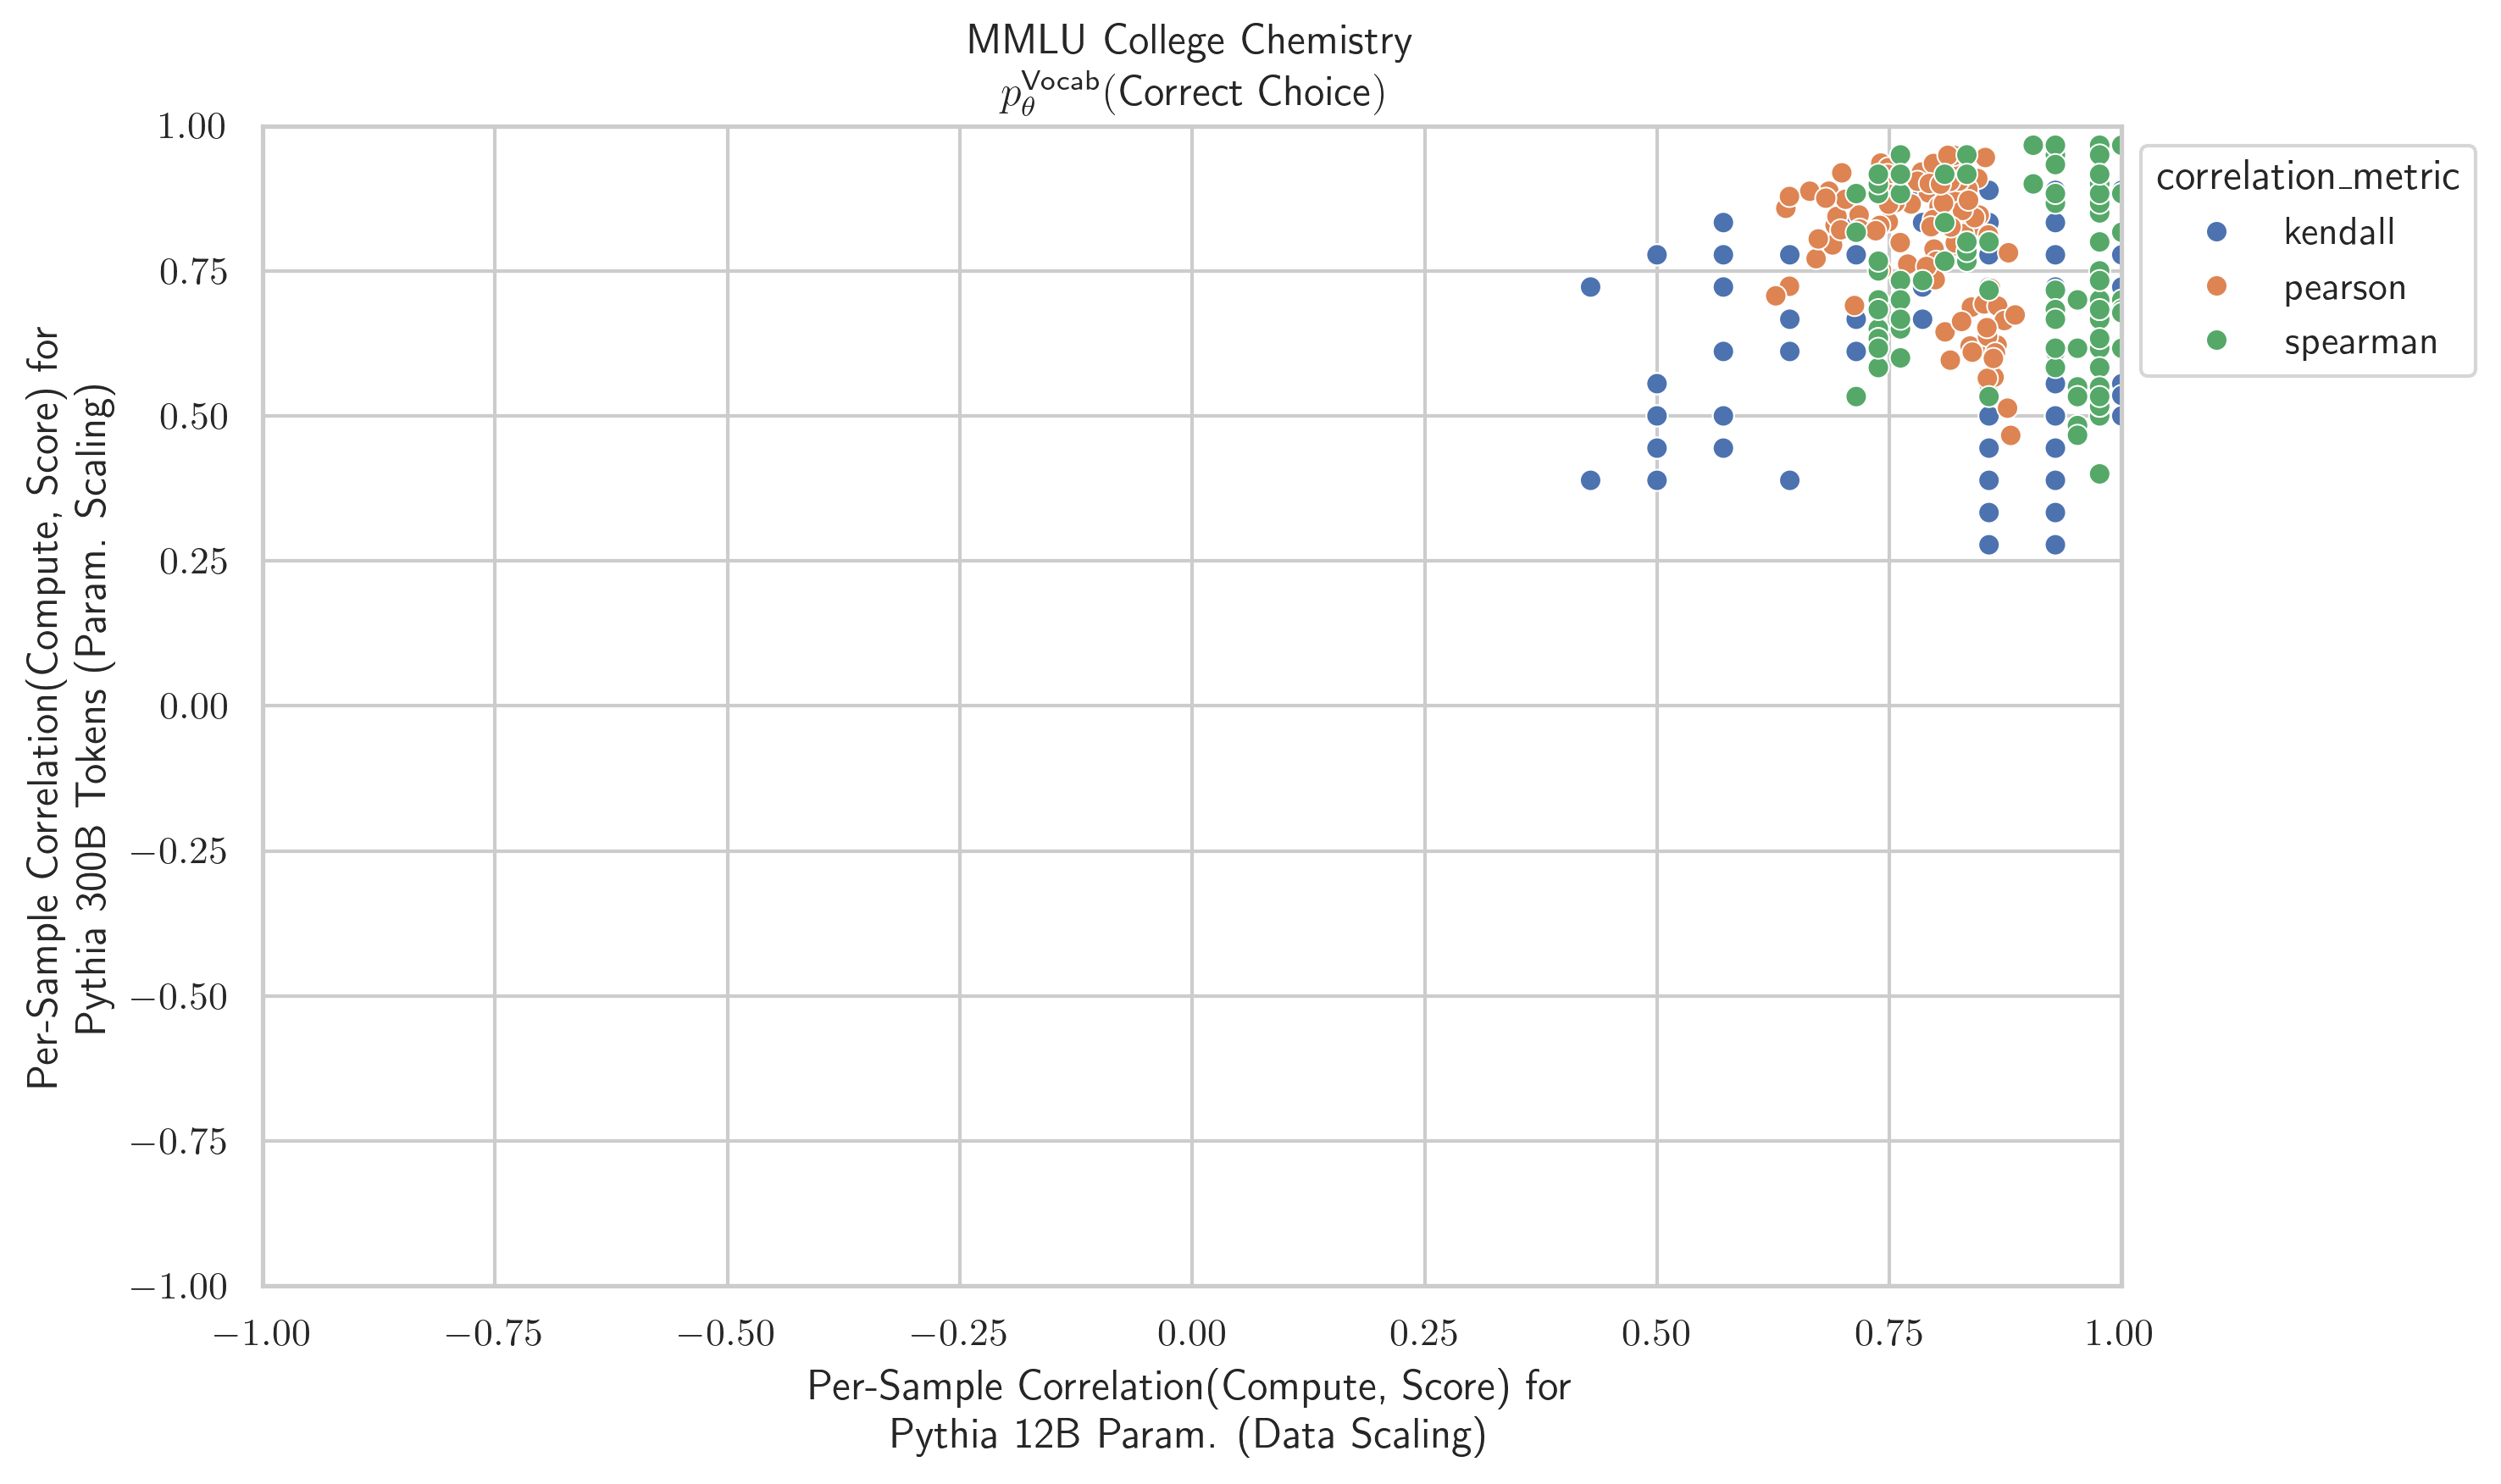 MMLU College Chemistry
p_θ^Vocab(Correct Choice)
Per-Sample Correlation(Compute, Score) for
Pythia 300B Tokens (Param. Scaling)
1.00
0.75
0.50
0.25
0.00
−0.25
−0.50
−0.75
−1.00
−1.00 −0.75 −0.50 −0.25 0.00 0.25 0.50 0.75 1.00
Per-Sample Correlation(Compute, Score) for
Pythia 12B Param. (Data Scaling)
correlation_metric
kendall
pearson
spearman